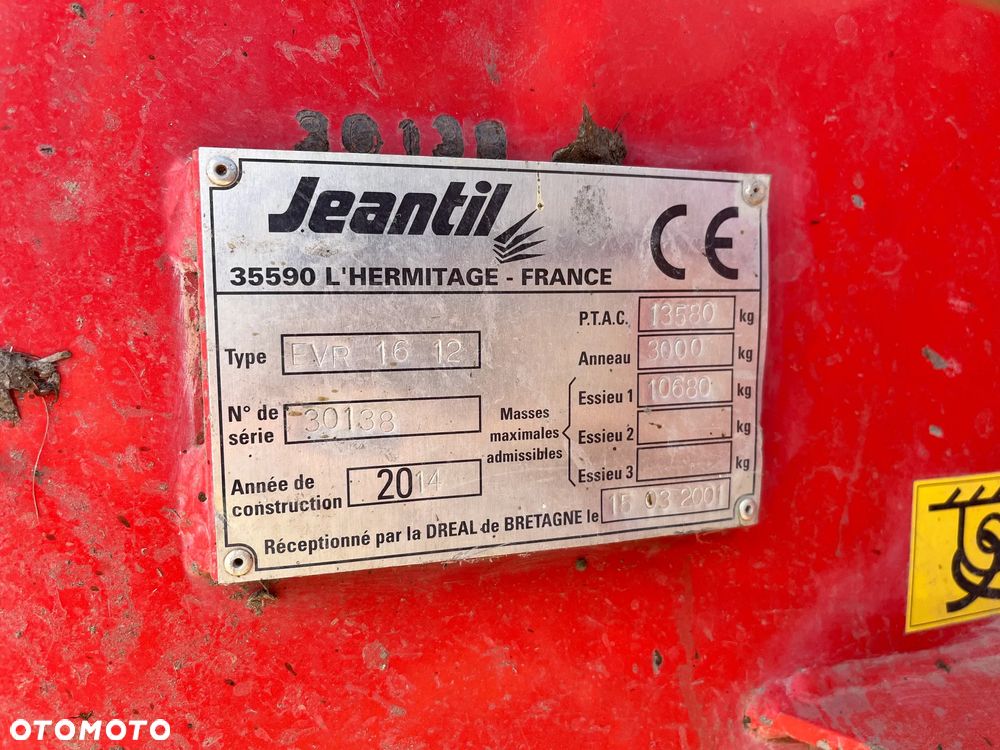 Jeantil
CE
35590 L'HERMITAGE - FRANCE
P.T.A.C. 13580 kg
Type EVR 16 12
Anneau 3000 kg
Essieu 1 10680 kg
N° de série 30138
Masses maximales admissibles
Essieu 2 kg
Essieu 3 kg
Année de construction 2014
Réceptionné par la DREAL de BRETAGNE le 15 03 2001
OTOMOTO